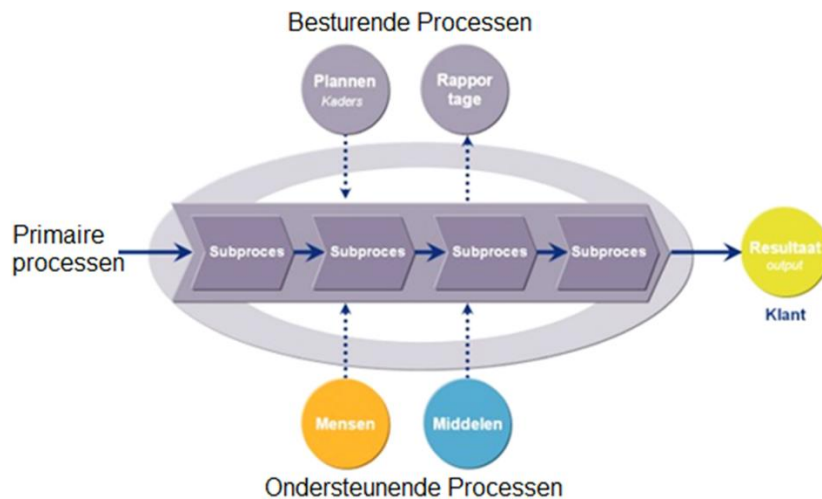 Besturende Processen
Plannen
Kaders
Rappor
tage
Primaire
processen
Subproces
Subproces
Subproces
Subproces
Resultaat
output
Klant
Mensen
Middelen
Ondersteunende Processen